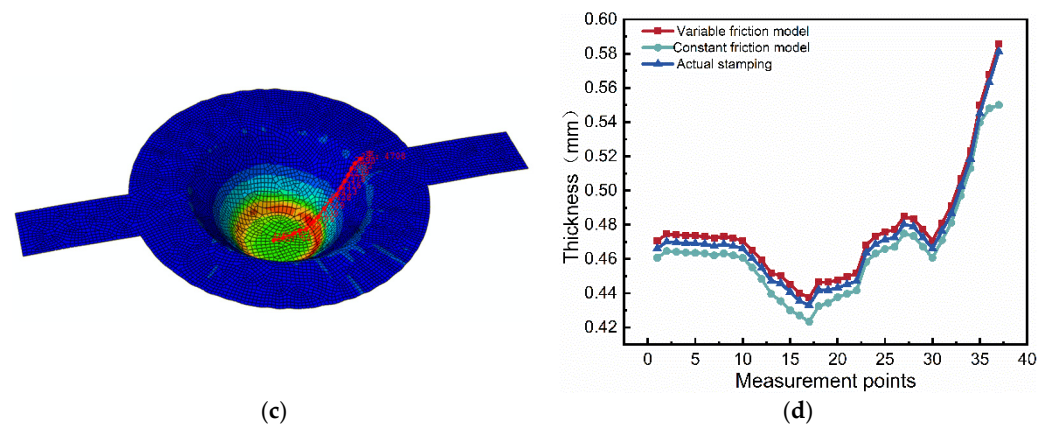 0.60
0.58
0.56
0.54
0.52
0.50
0.48
0.46
0.44
0.42
Thickness（mm）
Variable friction model
Constant friction model
Actual stamping
0 5 10 15 20 25 30 35 40
Measurement points
(c) (d)